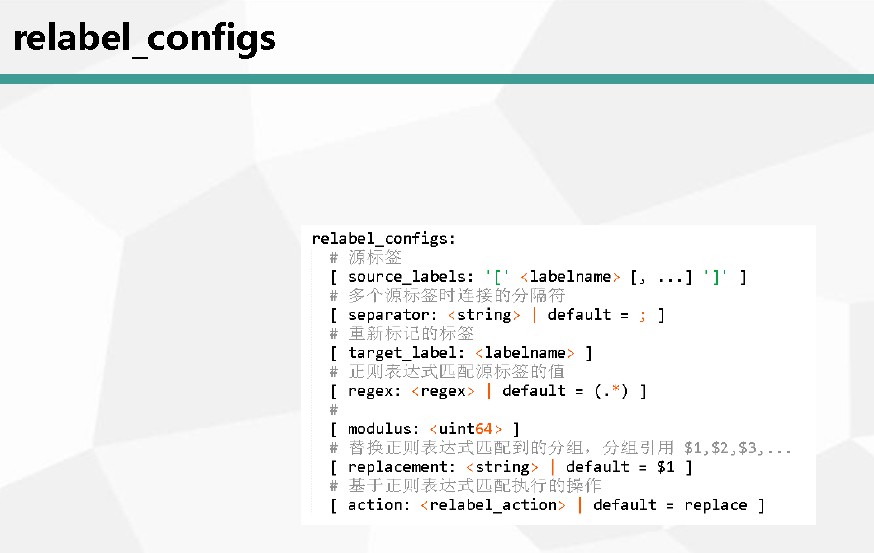 relabel_configs
relabel_configs:
# 源标签
[ source_labels: '[' <labelname> [, ...] ']' ]
# 多个源标签时连接的分隔符
[ separator: <string> | default = ; ]
# 重新标记的标签
[ target_label: <labelname> ]
# 正则表达式匹配源标签的值
[ regex: <regex> | default = (.*) ]
#
[ modulus: <uint64> ]
# 替换正则表达式匹配到的分组，分组引用 $1,$2,$3,...
[ replacement: <string> | default = $1 ]
# 基于正则表达式匹配执行的操作
[ action: <relabel_action> | default = replace ]